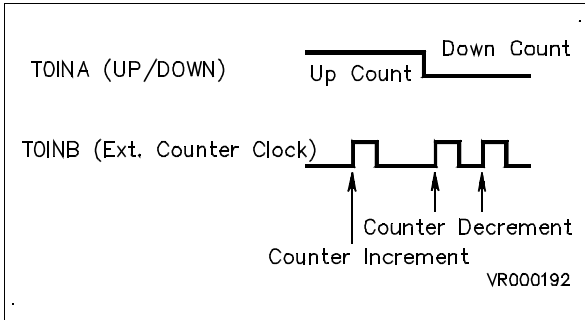 Down Count
TOINA (UP/DOWN)
Up Count
TOINB (Ext. Counter Clock)
Counter Decrement
Counter Increment
VR000192